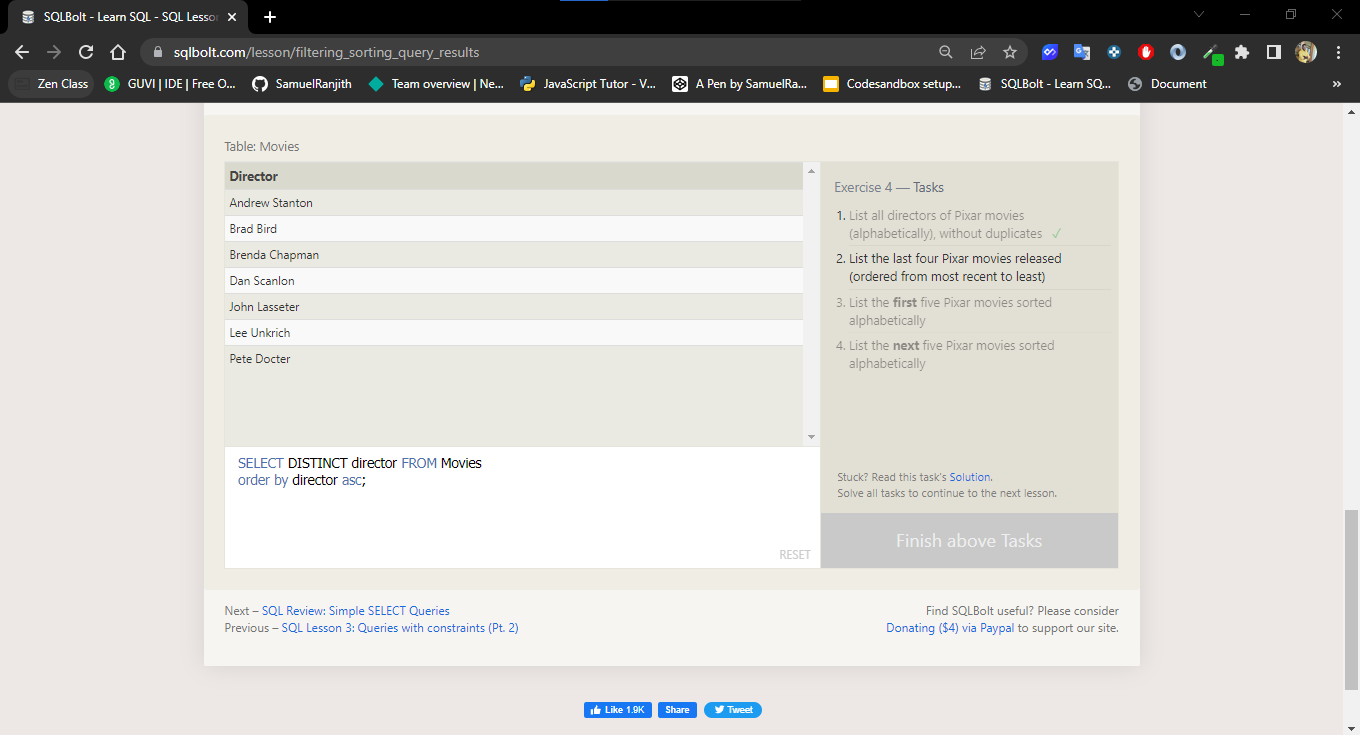 SQLBolt - Learn SQL - SQL Lesson
sqlbolt.com/lesson/filtering_sorting_query_results
Zen Class
GUVI | IDE | Free O...
SamuelRanjith
Team overview | Ne...
JavaScript Tutor - V...
A Pen by SamuelRa...
Codesandbox setup...
SQLBolt - Learn SQ...
Document
»
Table: Movies
Director
Andrew Stanton
Brad Bird
Brenda Chapman
Dan Scanlon
John Lasseter
Lee Unkrich
Pete Docter
SELECT DISTINCT director FROM Movies
order by director asc;
RESET
Exercise 4 — Tasks
1. List all directors of Pixar movies
(alphabetically), without duplicates ✓
2. List the last four Pixar movies released
(ordered from most recent to least)
3. List the first five Pixar movies sorted
alphabetically
4. List the next five Pixar movies sorted
alphabetically
Stuck? Read this task's Solution.
Solve all tasks to continue to the next lesson.
Finish above Tasks
Next – SQL Review: Simple SELECT Queries
Previous – SQL Lesson 3: Queries with constraints (Pt. 2)
Find SQLBolt useful? Please consider
Donating ($4) via Paypal to support our site.
Like 1.9K
Share
Tweet